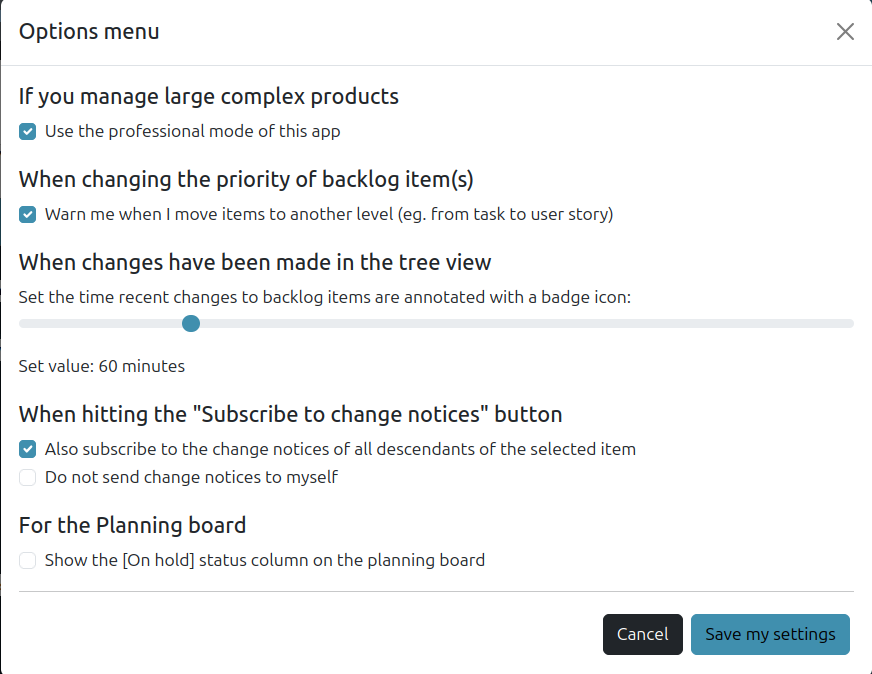 Options menu
If you manage large complex products
Use the professional mode of this app
When changing the priority of backlog item(s)
Warn me when I move items to another level (eg. from task to user story)
When changes have been made in the tree view
Set the time recent changes to backlog items are annotated with a badge icon:
Set value: 60 minutes
When hitting the "Subscribe to change notices" button
Also subscribe to the change notices of all descendants of the selected item
Do not send change notices to myself
For the Planning board
Show the [On hold] status column on the planning board
Cancel Save my settings